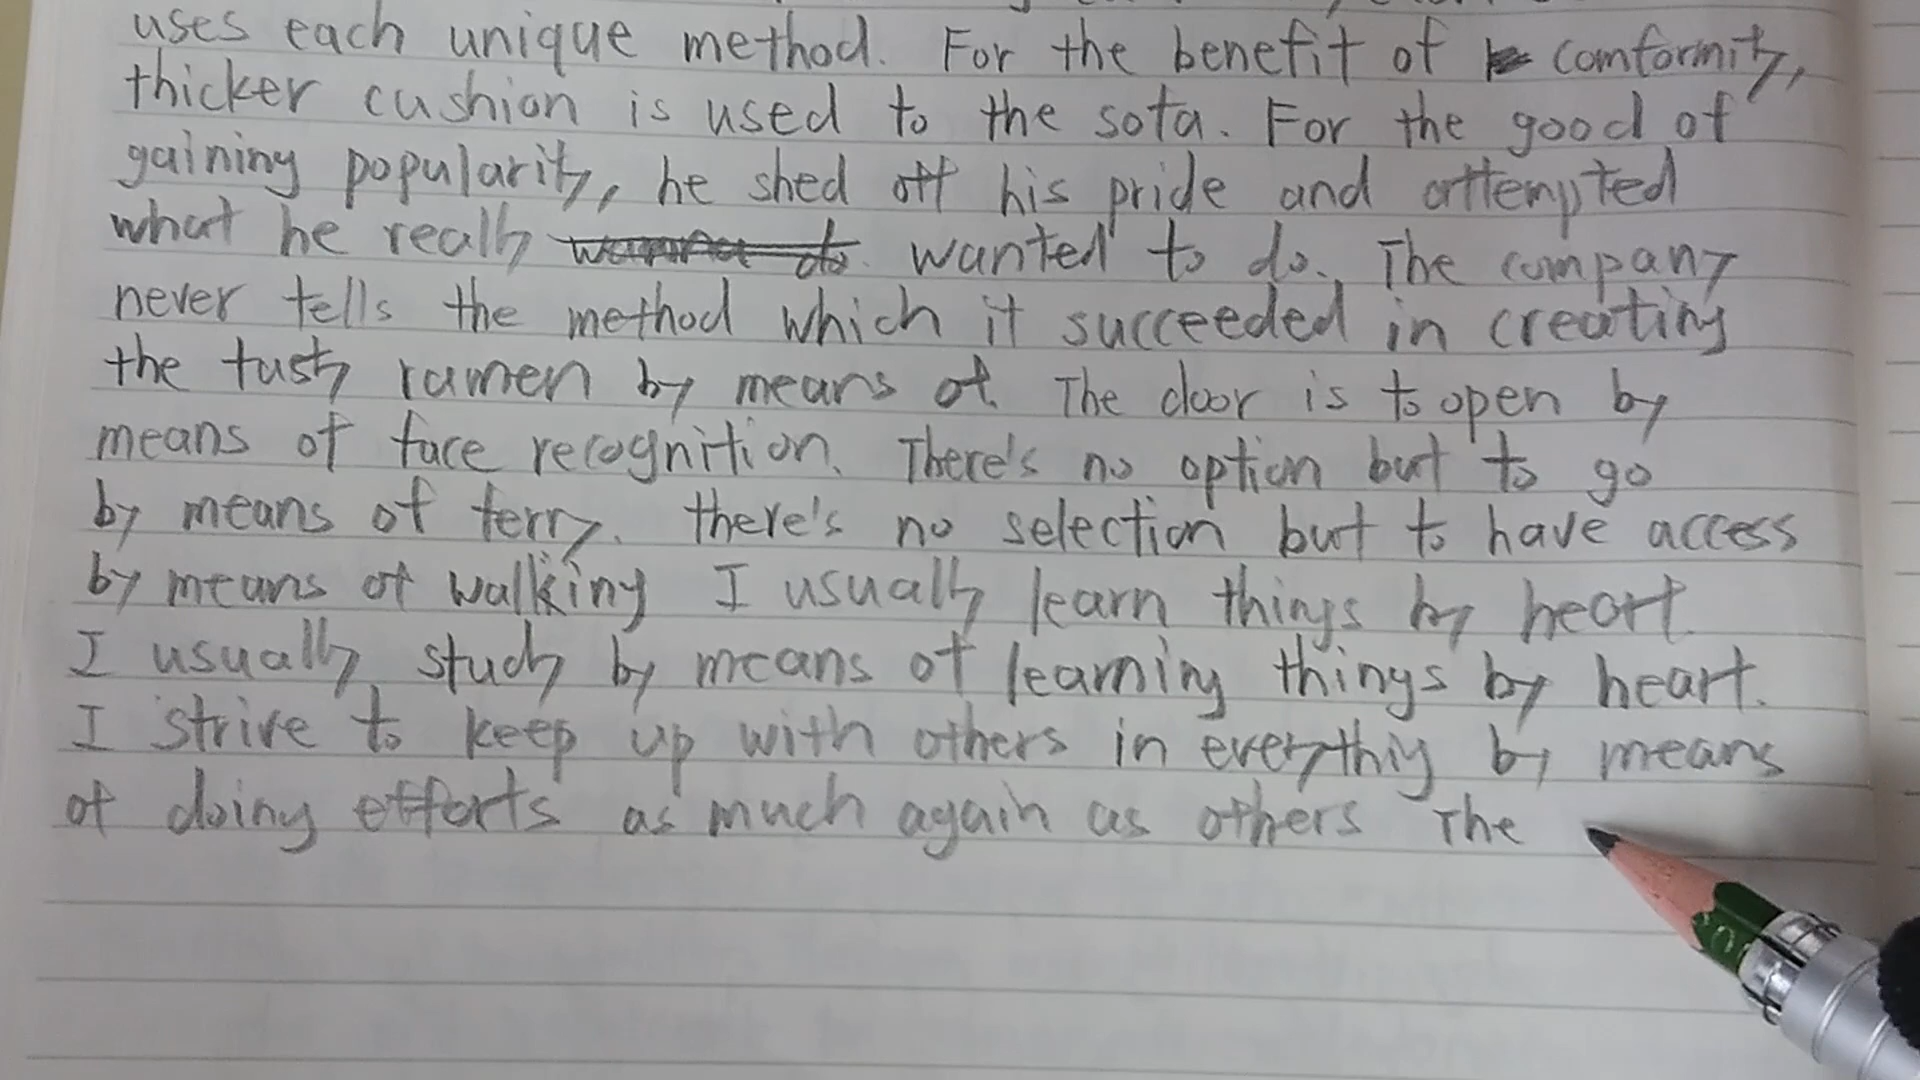 uses each unique method. For the benefit of comformity,
thicker cushion is used to the sofa. For the good of
gaining popularity, he shed off his pride and attempted
what he really wanted to do. The company
never tells the method which it succeeded in creating
the tasty ramen by means of. The door is to open by
means of face recognition. There's no option but to go
by means of ferry. there's no selection but to have access
by means of walking I usually learn things by heart
I usually study by means of learning things by heart.
I strive to keep up with others in everything by means
of doing efforts as much again as others The